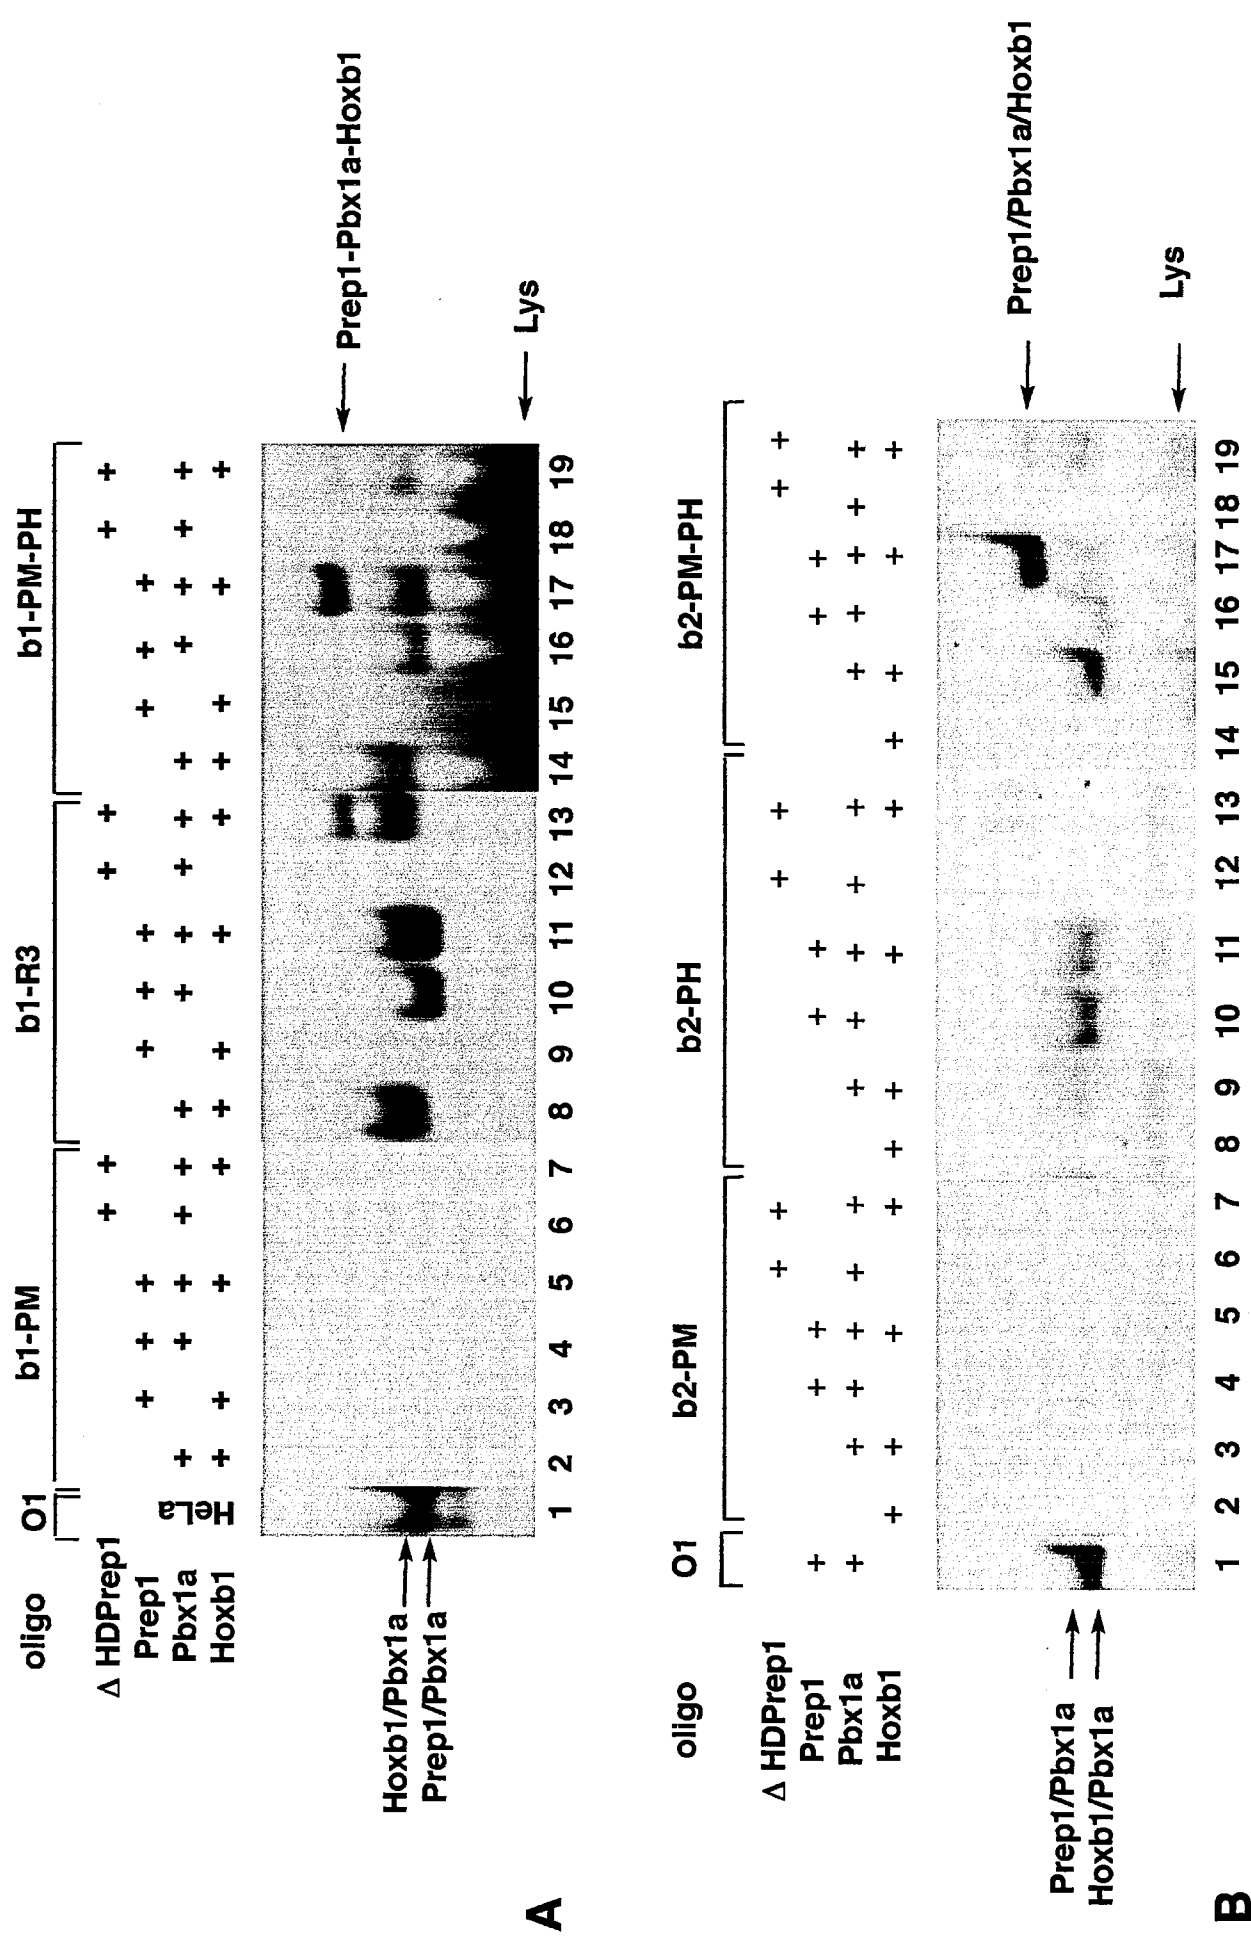 oligo O1 b1-PM b1-R3 b1-PM-PH
Δ HDPrep1 + + + + + +
Prep1 + + + + + + + + +
Pbx1a + + + + + + + + + + + + + + +
Hoxb1 + + + + + + + + + + + +
HeLa
Prep1-Pbx1a-Hoxb1
Hoxb1/Pbx1a
Prep1/Pbx1a
Lys
1 2 3 4 5 6 7 8 9 10 11 12 13 14 15 16 17 18 19
A
oligo O1 b2-PM b2-PH b2-PM-PH
Δ HDPrep1 + + + + + +
Prep1 + + + + + + +
Pbx1a + + + + + + + + + + + + + + + +
Hoxb1 + + + + + + + + + + + +
Prep1/Pbx1a/Hoxb1
Prep1/Pbx1a
Hoxb1/Pbx1a
Lys
1 2 3 4 5 6 7 8 9 10 11 12 13 14 15 16 17 18 19
B